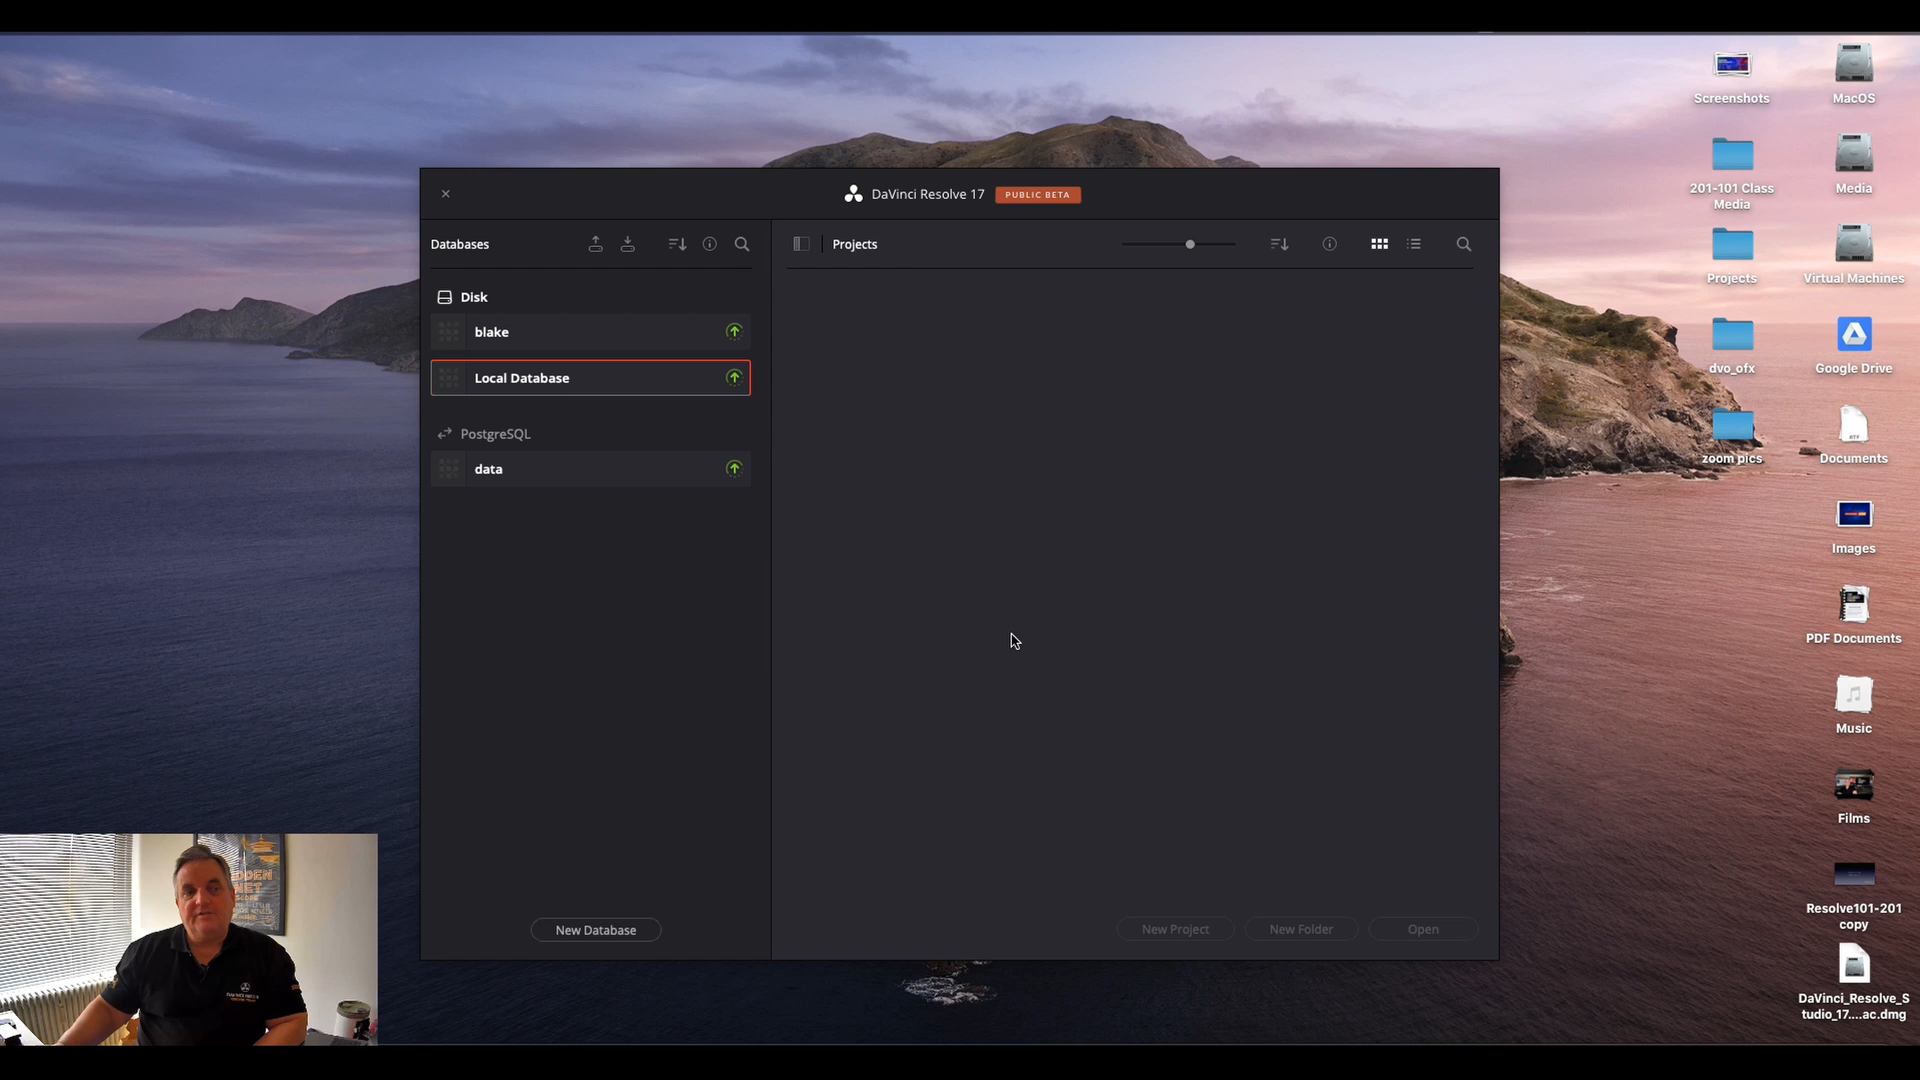 DaVinci Resolve 17 PUBLIC BETA
Databases
Projects
Disk
blake
Local Database
PostgreSQL
data
New Database
New Project
New Folder
Open
Screenshots
MacOS
201-101 Class
Media
Media
Projects
Virtual Machines
dvo_ofx
Google Drive
zoom pics
RTF
Documents
Images
PDF Documents
Music
Films
Resolve101-201
copy
DaVinci_Resolve_S
tudio_17....ac.dmg